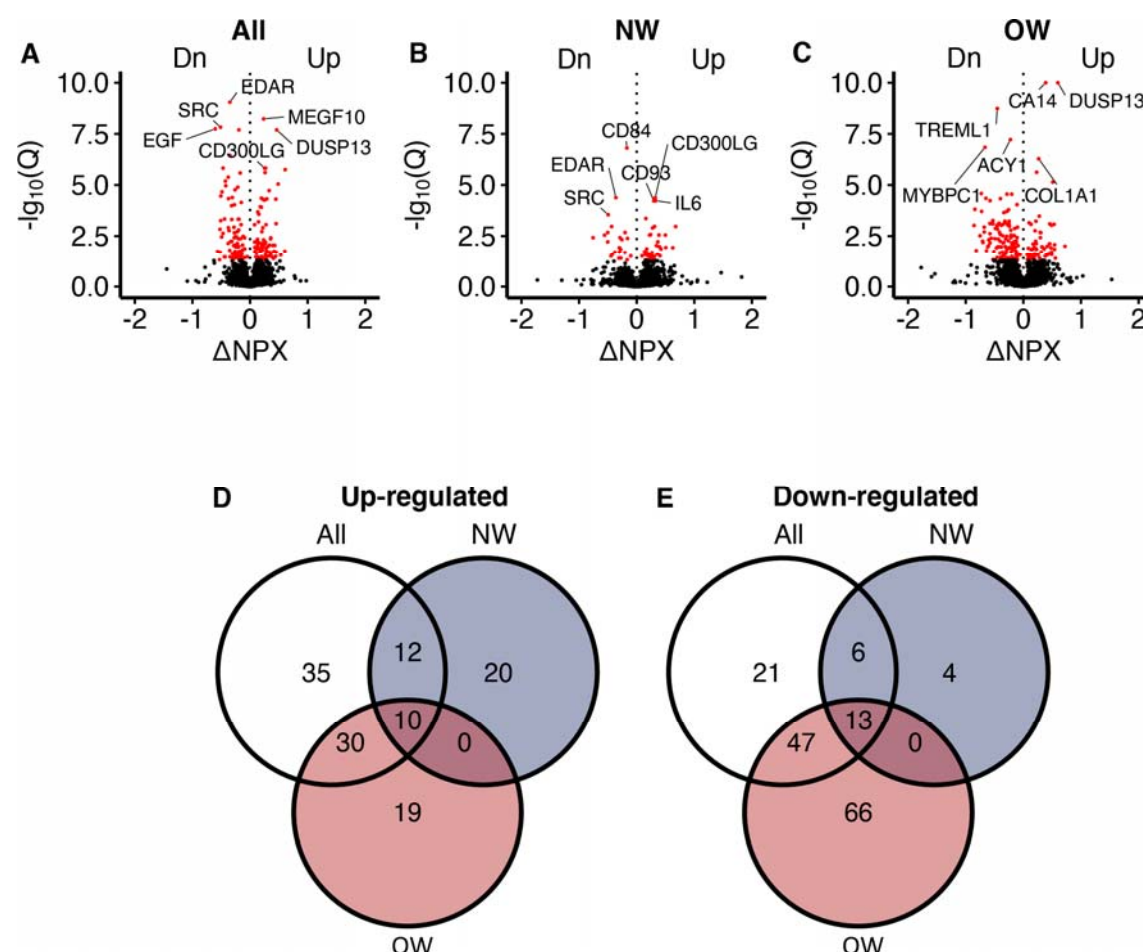 A
All
Dn
Up
-lg10(Q)
10.0
7.5
5.0
2.5
0.0
EDAR
SRC
MEGF10
EGF
DUSP13
CD300LG
-2 -1 0 1 2
ΔNPX
B
NW
Dn
Up
-lg10(Q)
10.0
7.5
5.0
2.5
0.0
CD84
CD300LG
EDAR
CD93
SRC
IL6
-2 -1 0 1 2
ΔNPX
C
OW
Dn
Up
-lg10(Q)
10.0
7.5
5.0
2.5
0.0
CA14
DUSP13
TREML1
ACY1
MYBPC1
COL1A1
-2 -1 0 1 2
ΔNPX
D
Up-regulated
All
NW
12
35
20
10
30
0
19
OW
E
Down-regulated
All
NW
6
21
4
13
47
0
66
OW